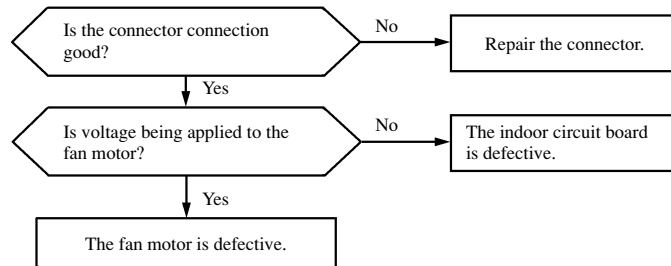 Is the connector connection
good?
No
Repair the connector.
Yes
Is voltage being applied to the
fan motor?
No
The indoor circuit board
is defective.
Yes
The fan motor is defective.